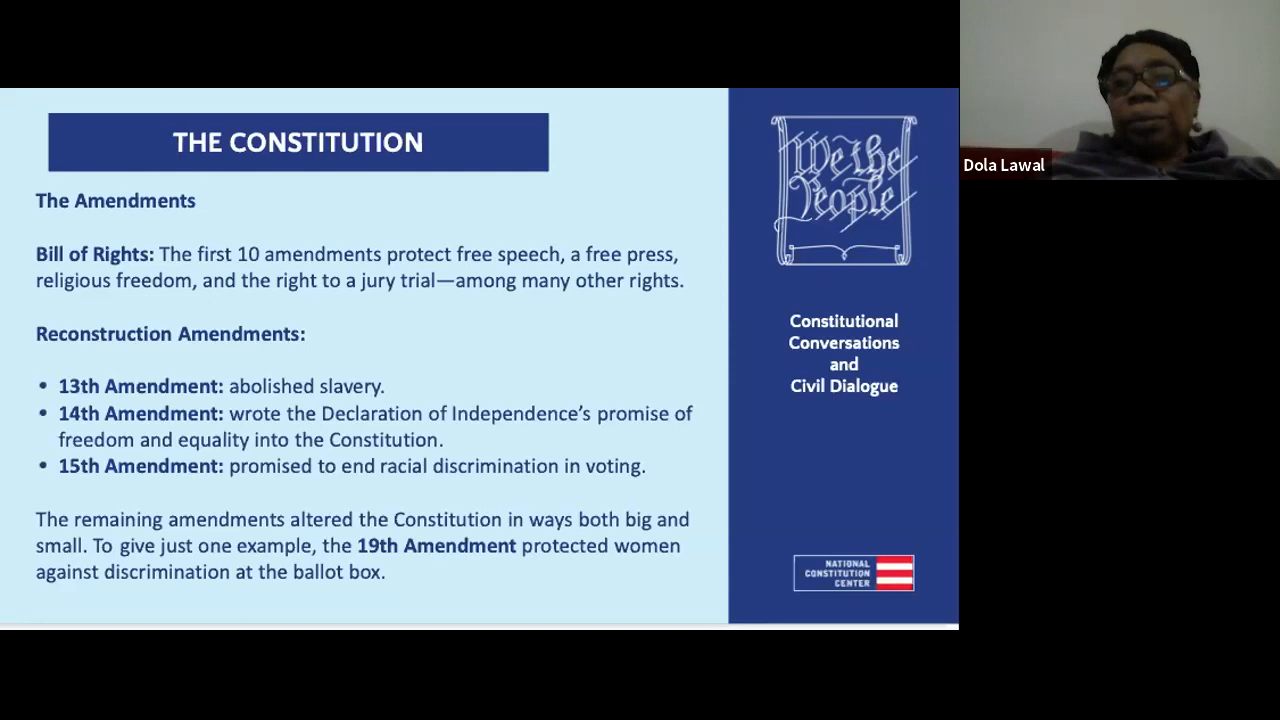 THE CONSTITUTION
The Amendments
Bill of Rights: The first 10 amendments protect free speech, a free press,
religious freedom, and the right to a jury trial—among many other rights.
Reconstruction Amendments:
• 13th Amendment: abolished slavery.
• 14th Amendment: wrote the Declaration of Independence’s promise of
freedom and equality into the Constitution.
• 15th Amendment: promised to end racial discrimination in voting.
The remaining amendments altered the Constitution in ways both big and
small. To give just one example, the 19th Amendment protected women
against discrimination at the ballot box.
We the
People
Constitutional
Conversations
and
Civil Dialogue
NATIONAL
CONSTITUTION
CENTER
Dola Lawal